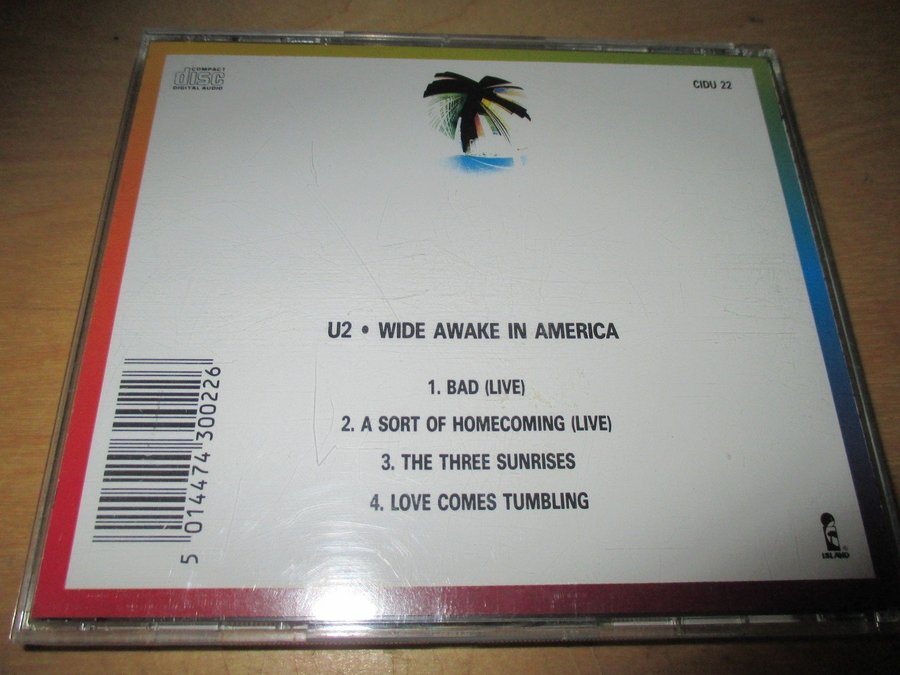 COMPACT
disc
DIGITAL AUDIO
CIDU 22
U2 • WIDE AWAKE IN AMERICA
1. BAD (LIVE)
2. A SORT OF HOMECOMING (LIVE)
3. THE THREE SUNRISES
4. LOVE COMES TUMBLING
5 014474 300226
ISLAND®